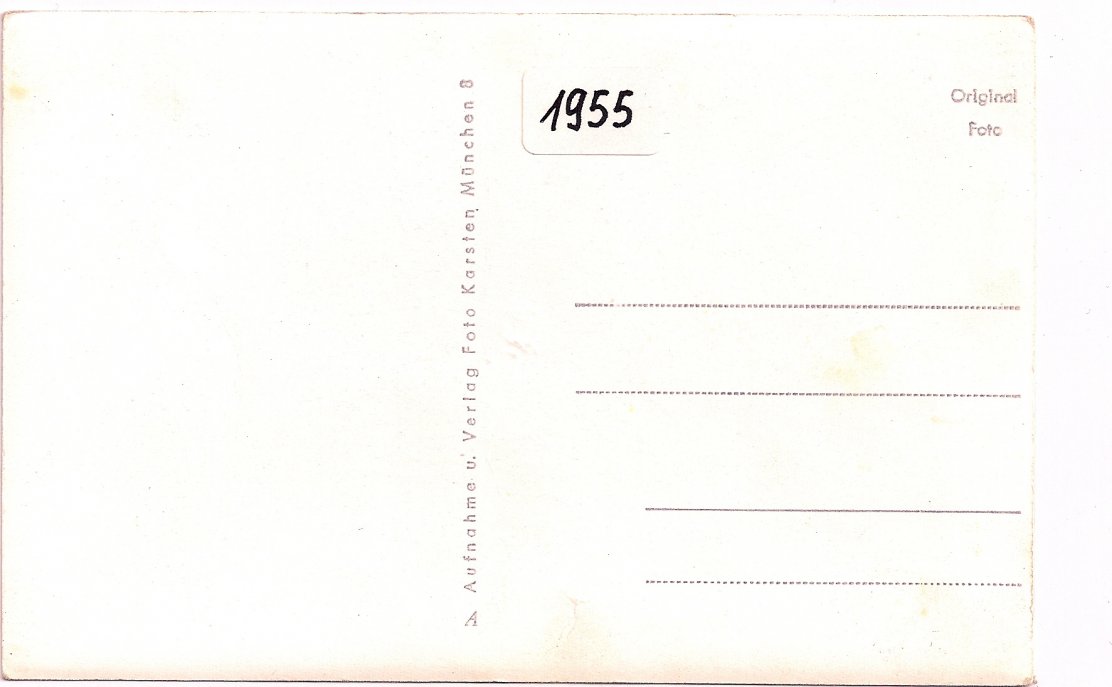 A Aufnahme u. Verlag Foto Karsten, München 8
1955
Original
Foto